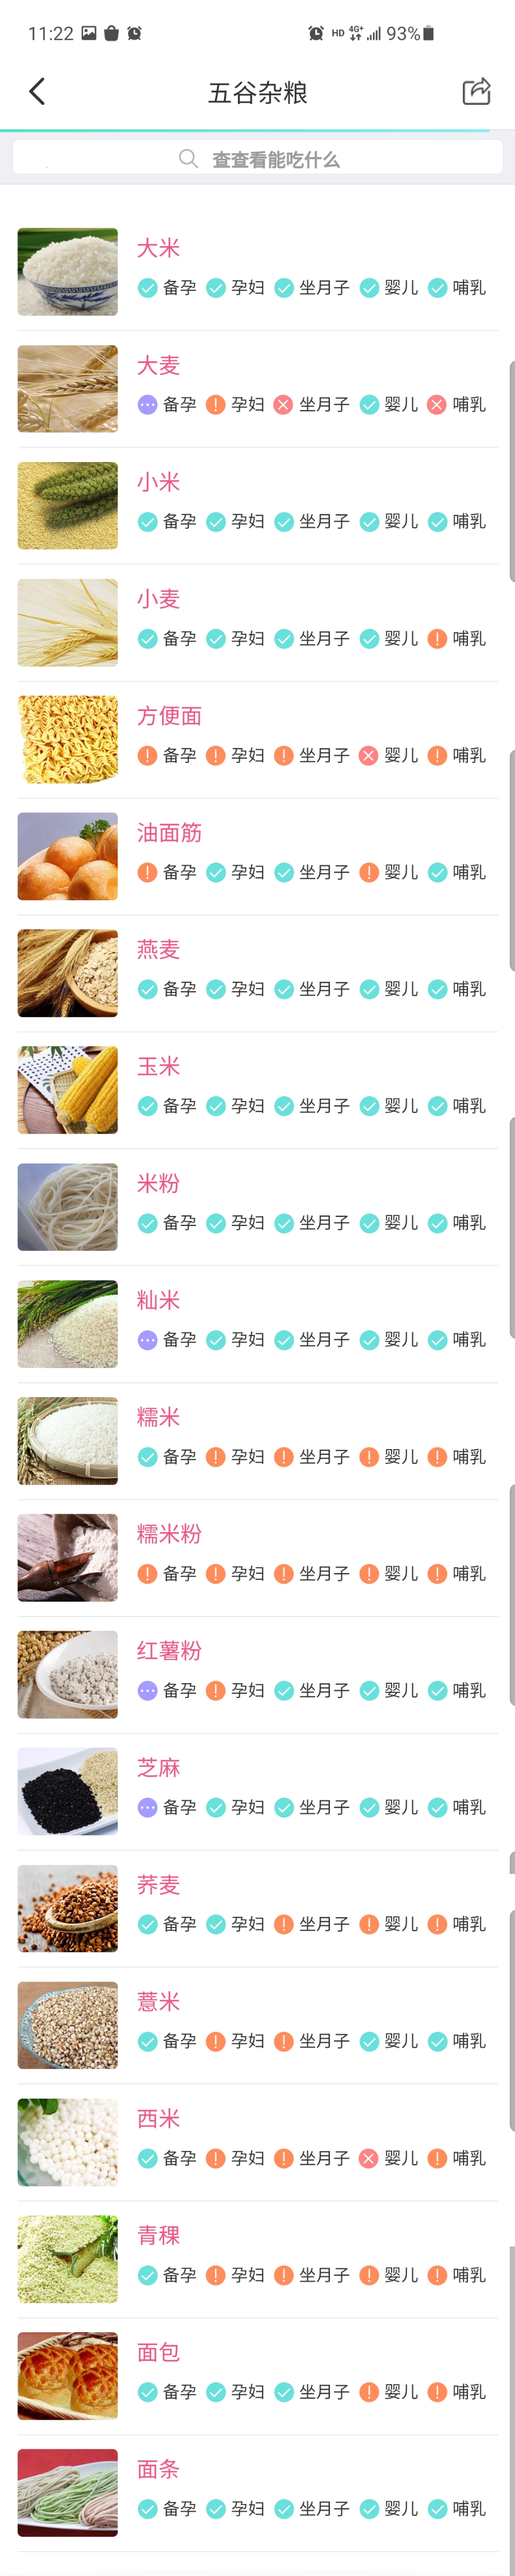 11:22 HD 4G+ 93%
五谷杂粮
查查看能吃什么
大米
备孕 孕妇 坐月子 婴儿 哺乳
大麦
备孕 孕妇 坐月子 婴儿 哺乳
小米
备孕 孕妇 坐月子 婴儿 哺乳
小麦
备孕 孕妇 坐月子 婴儿 哺乳
方便面
备孕 孕妇 坐月子 婴儿 哺乳
油面筋
备孕 孕妇 坐月子 婴儿 哺乳
燕麦
备孕 孕妇 坐月子 婴儿 哺乳
玉米
备孕 孕妇 坐月子 婴儿 哺乳
米粉
备孕 孕妇 坐月子 婴儿 哺乳
籼米
备孕 孕妇 坐月子 婴儿 哺乳
糯米
备孕 孕妇 坐月子 婴儿 哺乳
糯米粉
备孕 孕妇 坐月子 婴儿 哺乳
红薯粉
备孕 孕妇 坐月子 婴儿 哺乳
芝麻
备孕 孕妇 坐月子 婴儿 哺乳
荞麦
备孕 孕妇 坐月子 婴儿 哺乳
薏米
备孕 孕妇 坐月子 婴儿 哺乳
西米
备孕 孕妇 坐月子 婴儿 哺乳
青稞
备孕 孕妇 坐月子 婴儿 哺乳
面包
备孕 孕妇 坐月子 婴儿 哺乳
面条
备孕 孕妇 坐月子 婴儿 哺乳